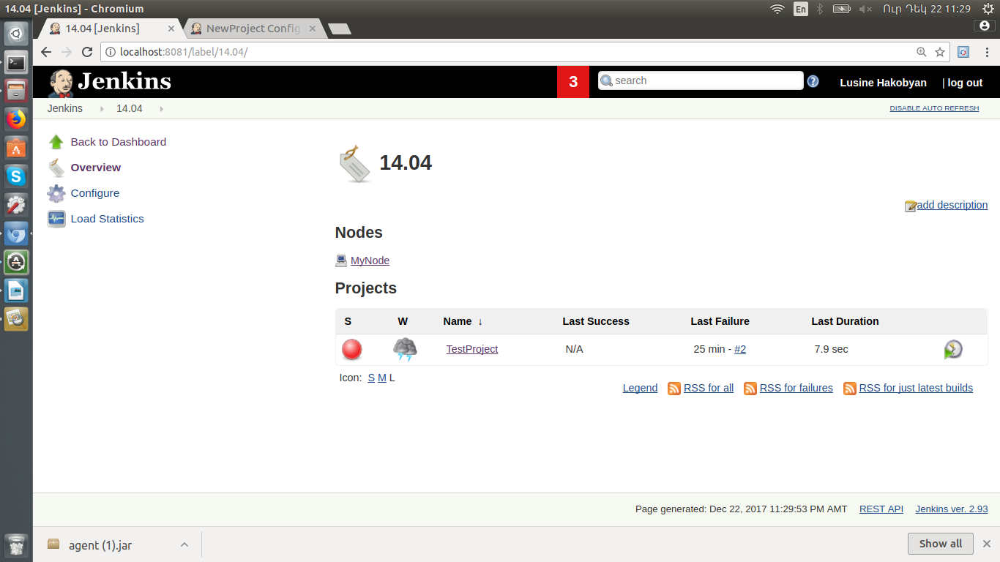 14.04 [Jenkins] - Chromium
En
Ուր Դեկ 22 11:29
14.04 [Jenkins]
NewProject Config
localhost:8081/label/14.04/
Jenkins
3
search
Lusine Hakobyan
| log out
Jenkins
14.04
DISABLE AUTO REFRESH
Back to Dashboard
Overview
Configure
Load Statistics
14.04
add description
Nodes
MyNode
Projects
S W Name ↓ Last Success Last Failure Last Duration
TestProject N/A 25 min - #2 7.9 sec
Icon: S M L
Legend RSS for all RSS for failures RSS for just latest builds
Page generated: Dec 22, 2017 11:29:53 PM AMT REST API Jenkins ver. 2.93
agent (1).jar
Show all